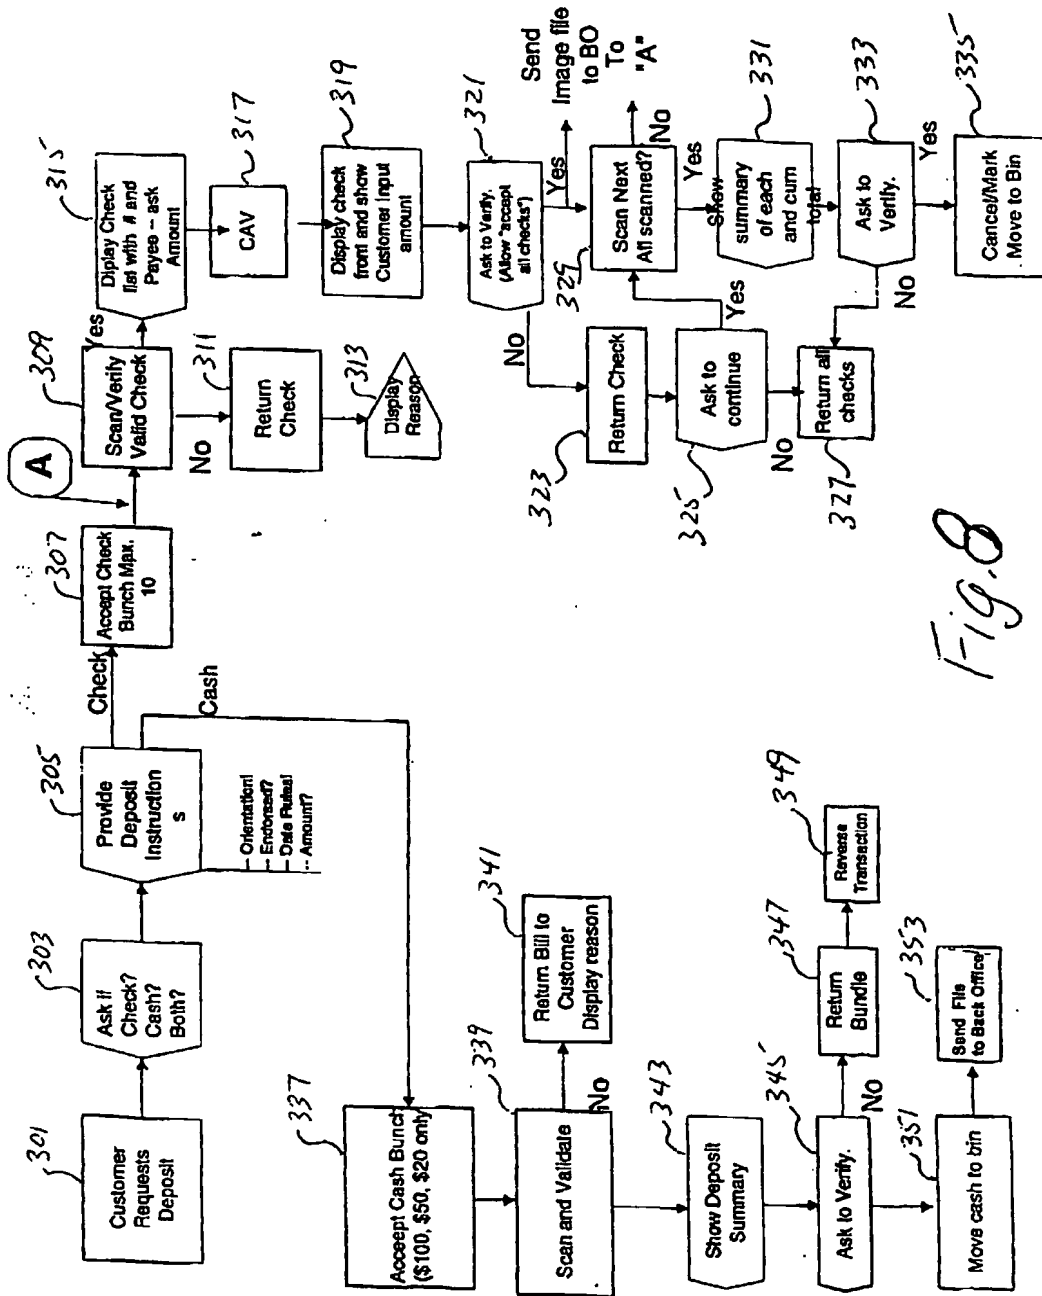 301
Customer
Requests
Deposit
303
Ask if
Check?
Cash?
Both?
305
Provide
Deposit
Instruction
s
-- Orientation!
-- Endorsed?
-- Date Rules!
-- Amount?
Check
Cash
307
Accept Check
Bunch Max.
10
A
309
Scan/Verify
Valid Check
Yes
No
311
Return
Check
313
Display
Reason
315
Diplay Check
list with # and
Payee – ask
Amount
317
CAV
319
Display check
front and show
Customer Input
amount
321
Ask to Verify.
(Allow "accept
all checks")
Yes
No
Send
Image file
to BO
To
"A"
323
Return Check
325
Ask to
continue
Yes
No
327
Return all
checks
329
Scan Next
All scanned?
No
Yes
331
Show
summary
of each
and cum
total
333
Ask to
Verify.
Yes
No
335
Cancel/Mark
Move to Bin
337
Acceept Cash Bunch
($100, $50, $20 only
339
Scan and Validate
No
341
Return Bill to
Customer
Display reason
343
Show Deposit
Summary
345
Ask to Verify.
No
347
Return
Bundle
349
Reverse
Transaction
351
Move cash to bin
353
Send File
to Back Office
Fig. 8